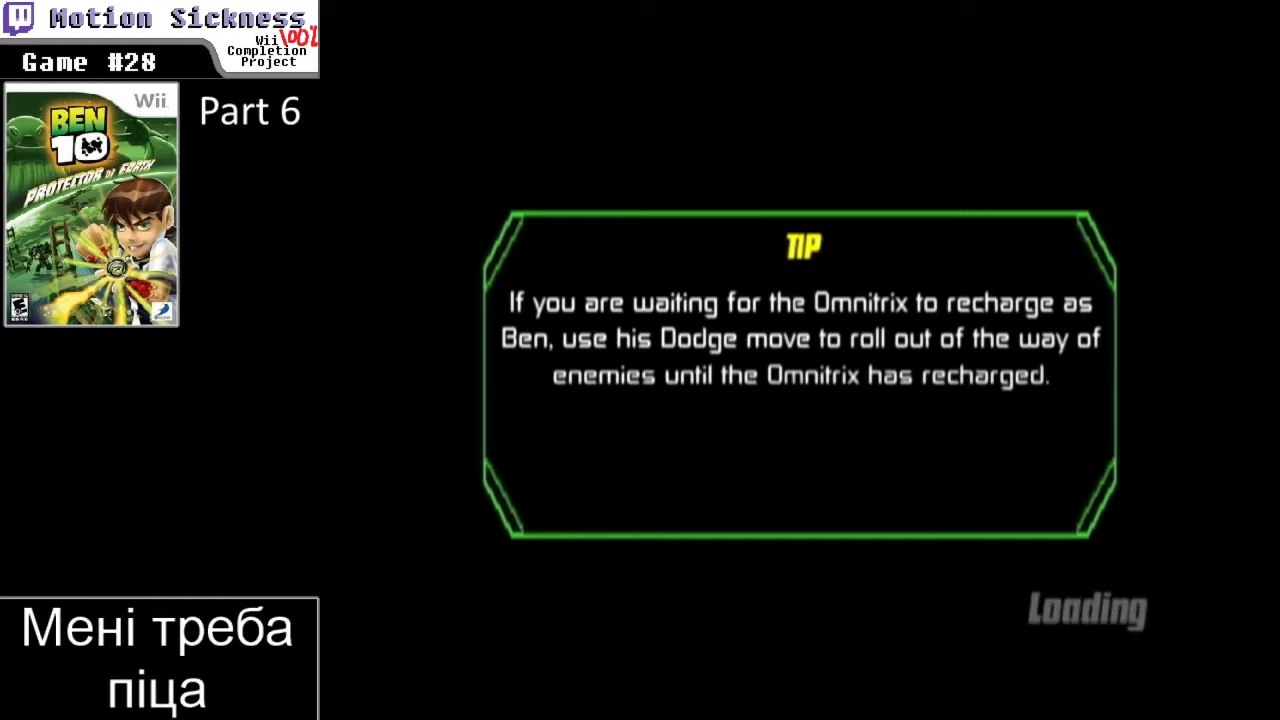 Motion Sickness
Wii 100%
Completion
Project
Game #28
Wii
BEN
10
PROTECTOR OF EARTH
Part 6
TIP
If you are waiting for the Omnitrix to recharge as
Ben, use his Dodge move to roll out of the way of
enemies until the Omnitrix has recharged.
Loading
Мені треба
піца